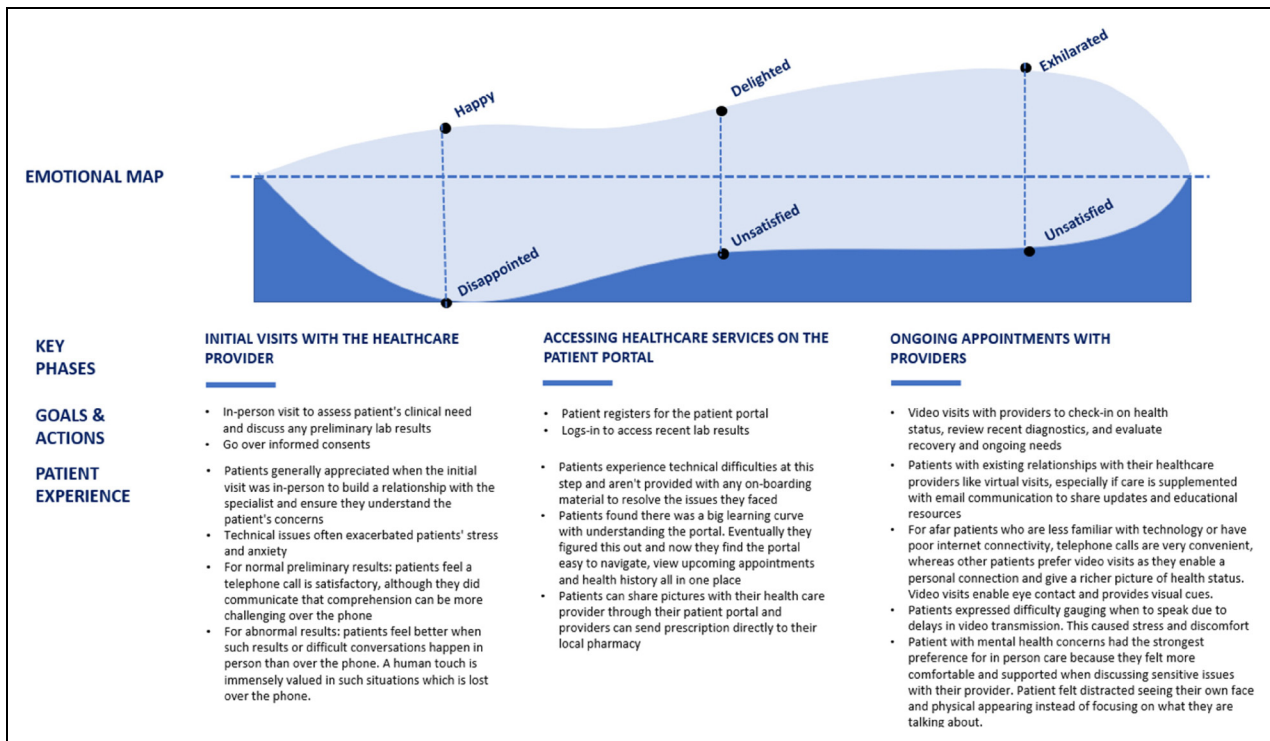 Exhilarated
Delighted
Happy
EMOTIONAL MAP
Unsatisfied
Unsatisfied
Disappointed
KEY
PHASES
INITIAL VISITS WITH THE HEALTHCARE
PROVIDER
ACCESSING HEALTHCARE SERVICES ON THE
PATIENT PORTAL
ONGOING APPOINTMENTS WITH
PROVIDERS
GOALS &
ACTIONS
• In-person visit to assess patient's clinical need
and discuss any preliminary lab results
• Go over informed consents
• Patient registers for the patient portal
• Logs-in to access recent lab results
• Video visits with providers to check-in on health
status, review recent diagnostics, and evaluate
recovery and ongoing needs
PATIENT
EXPERIENCE
• Patients generally appreciated when the initial
visit was in-person to build a relationship with the
specialist and ensure they understand the
patient's concerns
• Technical issues often exacerbated patients' stress
and anxiety
• For normal preliminary results: patients feel a
telephone call is satisfactory, although they did
communicate that comprehension can be more
challenging over the phone
• For abnormal results: patients feel better when
such results or difficult conversations happen in
person than over the phone. A human touch is
immensely valued in such situations which is lost
over the phone.
• Patients experience technical difficulties at this
step and aren't provided with any on-boarding
material to resolve the issues they faced
• Patients found there was a big learning curve
with understanding the portal. Eventually they
figured this out and now they find the portal
easy to navigate, view upcoming appointments
and health history all in one place
• Patients can share pictures with their health care
provider through their patient portal and
providers can send prescription directly to their
local pharmacy
• Patients with existing relationships with their healthcare
providers like virtual visits, especially if care is supplemented
with email communication to share updates and educational
resources
• For afar patients who are less familiar with technology or have
poor internet connectivity, telephone calls are very convenient,
whereas other patients prefer video visits as they enable a
personal connection and give a richer picture of health status.
Video visits enable eye contact and provides visual cues.
• Patients expressed difficulty gauging when to speak due to
delays in video transmission. This caused stress and discomfort
• Patient with mental health concerns had the strongest
preference for in person care because they felt more
comfortable and supported when discussing sensitive issues
with their provider. Patient felt distracted seeing their own face
and physical appearing instead of focusing on what they are
talking about.